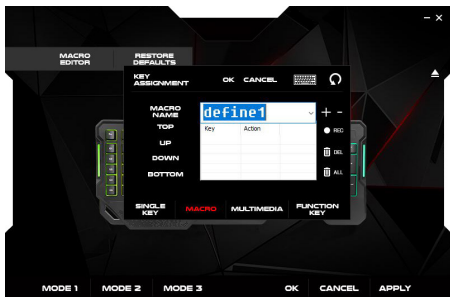 MACRO EDITOR
RESTORE DEFAULTS
KEY ASSIGNMENT
OK CANCEL
MACRO NAME
define1
TOP
Key Action
REC
UP
DEL
DOWN
ALL
BOTTOM
SINGLE KEY
MACRO
MULTIMEDIA
FUNCTION KEY
MODE 1 MODE 2 MODE 3 OK CANCEL APPLY